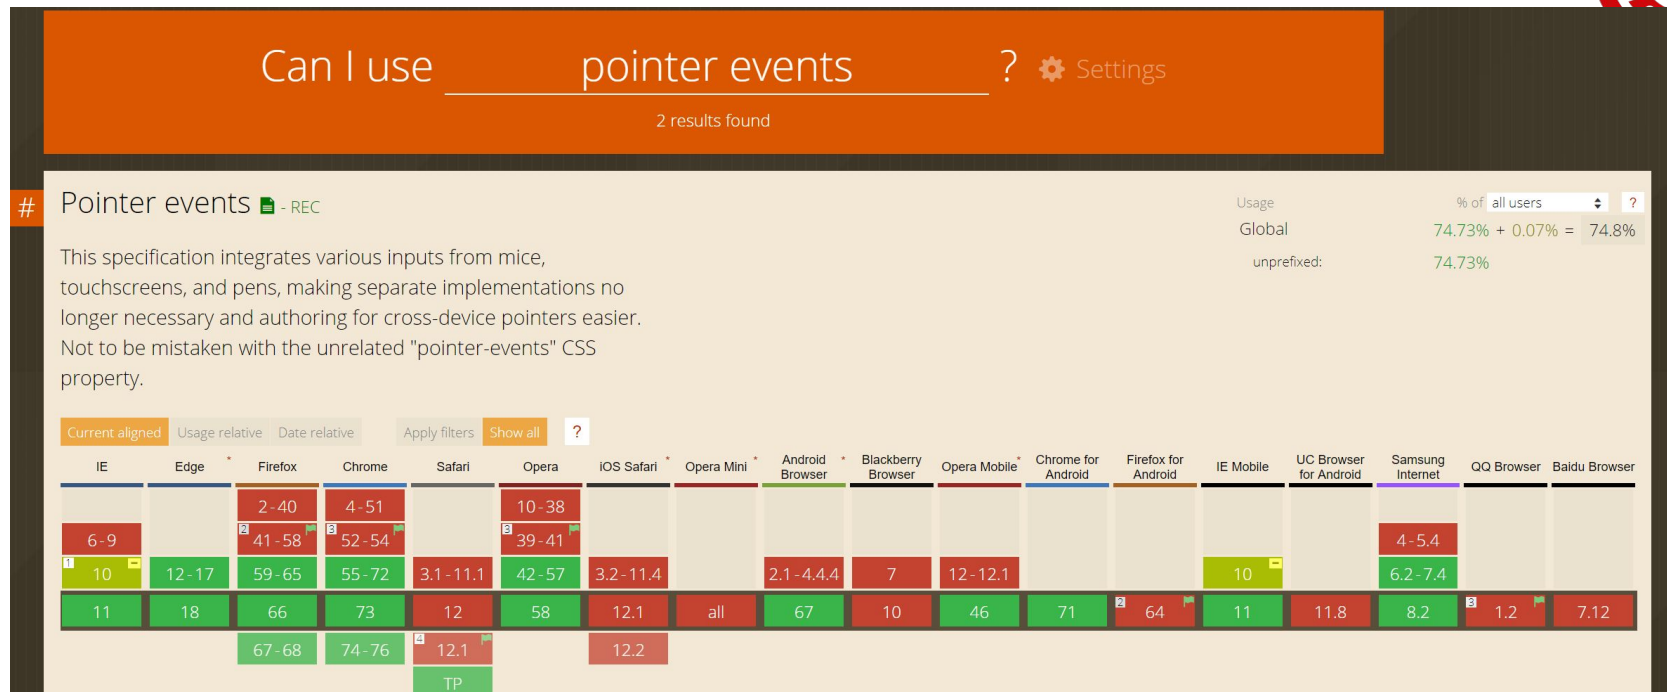 Can I use pointer events ? Settings
2 results found
#
Pointer events - REC
Usage % of all users ?
Global 74.73% + 0.07% = 74.8%
unprefixed: 74.73%
This specification integrates various inputs from mice,
touchscreens, and pens, making separate implementations no
longer necessary and authoring for cross-device pointers easier.
Not to be mistaken with the unrelated "pointer-events" CSS
property.
Current aligned Usage relative Date relative Apply filters Show all ?
IE Edge * Firefox Chrome Safari Opera iOS Safari * Opera Mini * Android Browser * Blackberry Browser Opera Mobile * Chrome for Android Firefox for Android IE Mobile UC Browser for Android Samsung Internet QQ Browser Baidu Browser
2-40 4-51 10-38
6-9 2 41-58 3 52-54 3 39-41 4-5.4
1 10 12-17 59-65 55-72 3.1-11.1 42-57 3.2-11.4 2.1-4.4.4 7 12-12.1 10 6.2-7.4
11 18 66 73 12 58 12.1 all 67 10 46 71 2 64 11 11.8 8.2 3 1.2 7.12
67-68 74-76 4 12.1 12.2
TP